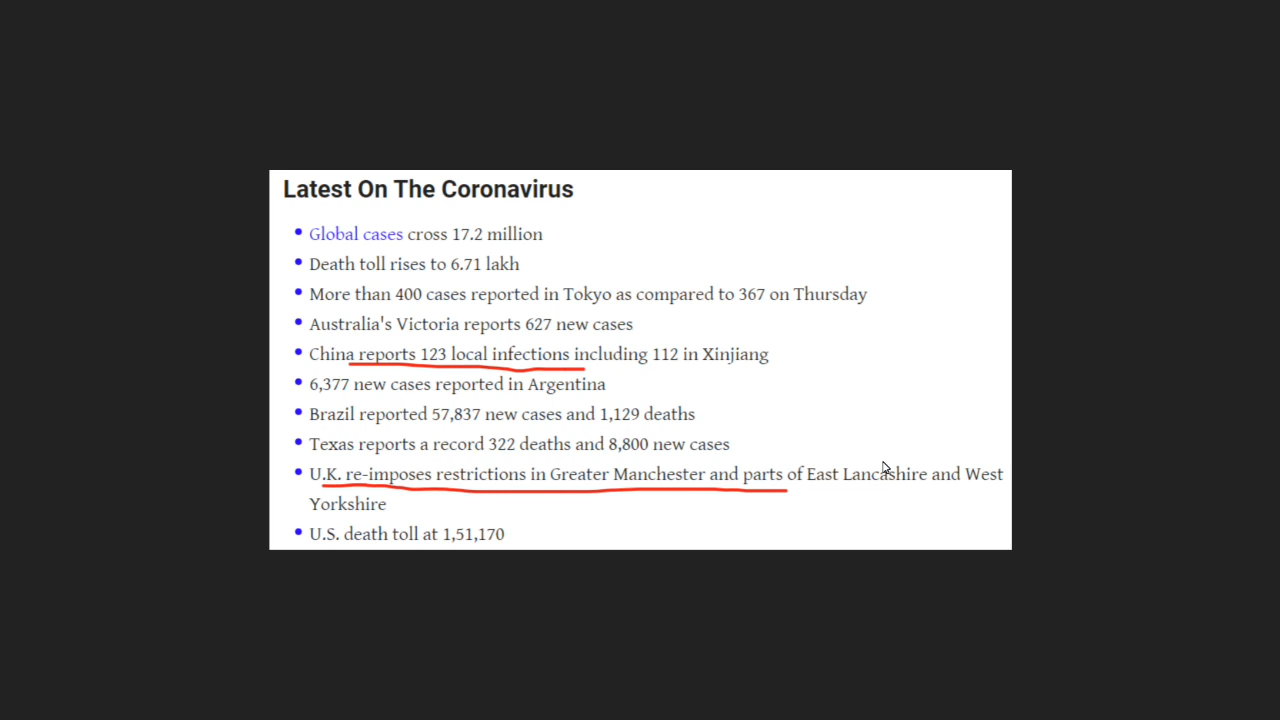 Latest On The Coronavirus
Global cases cross 17.2 million
Death toll rises to 6.71 lakh
More than 400 cases reported in Tokyo as compared to 367 on Thursday
Australia's Victoria reports 627 new cases
China reports 123 local infections including 112 in Xinjiang
6,377 new cases reported in Argentina
Brazil reported 57,837 new cases and 1,129 deaths
Texas reports a record 322 deaths and 8,800 new cases
U.K. re-imposes restrictions in Greater Manchester and parts of East Lancashire and West
Yorkshire
U.S. death toll at 1,51,170